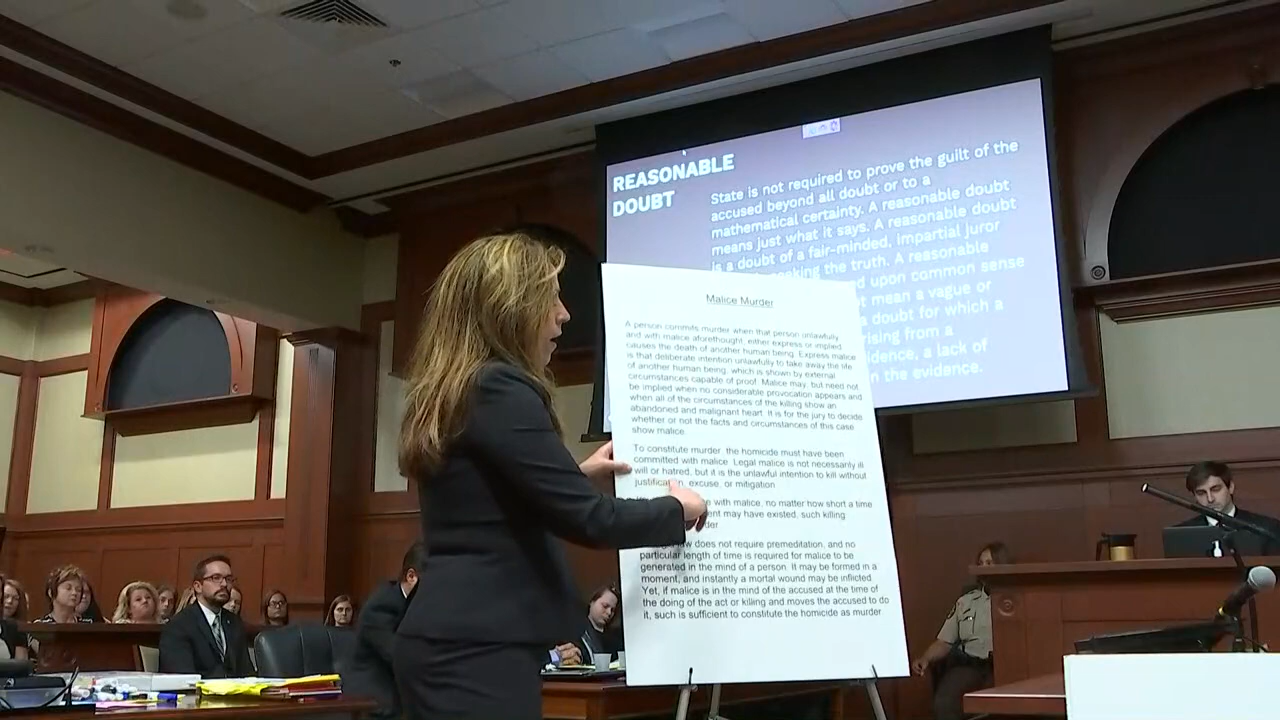 REASONABLE
DOUBT
State is not required to prove the guilt of the
accused beyond all doubt or to a
mathematical certainty. A reasonable doubt
means just what it says. A reasonable doubt
is a doubt of a fair-minded, impartial juror
the truth. A reasonable
upon common sense
mean a vague or
a doubt for which a
from a
a lack of
the evidence.
Malice Murder
A person commits murder when that person unlawfully
and with malice aforethought, either express or implied,
causes the death of another human being. Express malice
is that deliberate intention unlawfully to take away the life
of another human being, which is shown by external
circumstances capable of proof. Malice may, but need not
be implied when no considerable provocation appears and
when all of the circumstances of the killing show an
abandoned and malignant heart. It is for the jury to decide
whether or not the facts and circumstances of this case
show malice.
To constitute murder, the homicide must have been
committed with malice. Legal malice is not necessarily ill
will or hatred, but it is the unlawful intention to kill without
excuse, or mitigation
with malice, no matter how short a time
may have existed, such killing
does not require premeditation, and no
particular length of time is required for malice to be
generated in the mind of a person. It may be formed in a
moment, and instantly a mortal wound may be inflicted.
Yet, if malice is in the mind of the accused at the time of
the doing of the act or killing and moves the accused to do
it, such is sufficient to constitute the homicide as murder